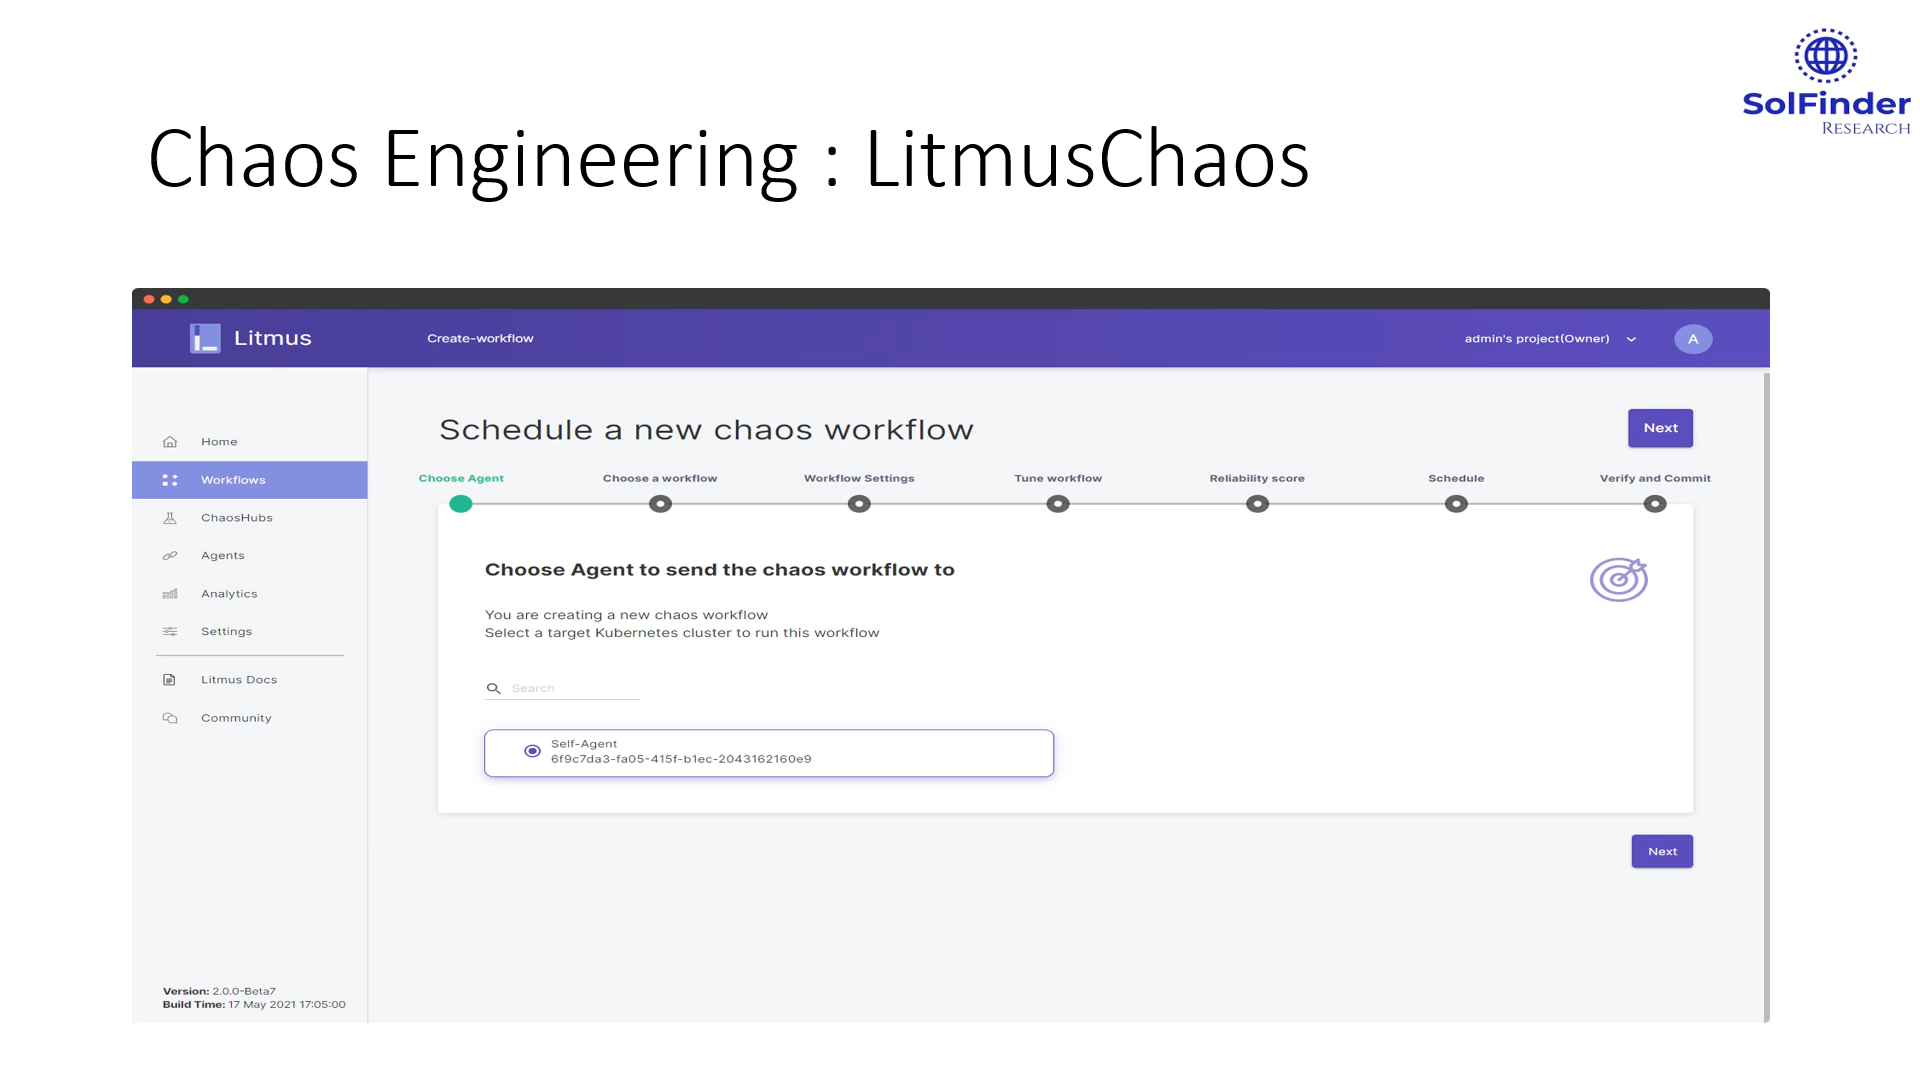 SolFinder
RESEARCH
Chaos Engineering : LitmusChaos
Litmus
Create-workflow
admin's project(Owner)
A
Home
Workflows
ChaosHubs
Agents
Analytics
Settings
Litmus Docs
Community
Version: 2.0.0-Beta7
Build Time: 17 May 2021 17:05:00
Schedule a new chaos workflow
Next
Choose Agent
Choose a workflow
Workflow Settings
Tune workflow
Reliability score
Schedule
Verify and Commit
Choose Agent to send the chaos workflow to
You are creating a new chaos workflow
Select a target Kubernetes cluster to run this workflow
Search
Self-Agent
6f9c7da3-fa05-415f-b1ec-2043162160e9
Next